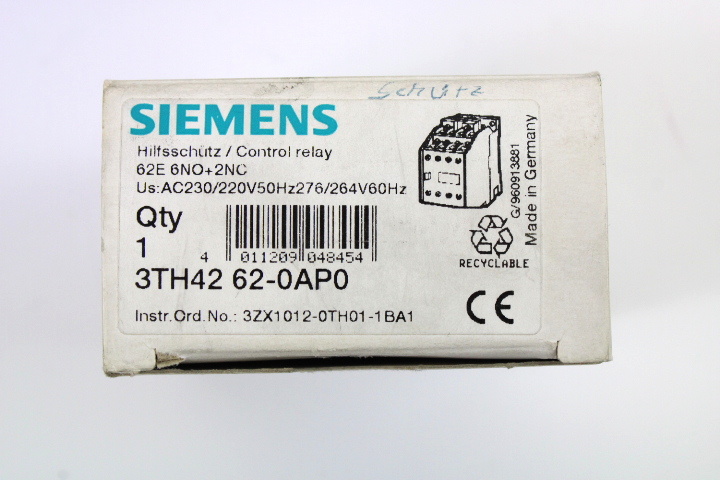 Schütz
SIEMENS
Hilfsschütz / Control relay
62E 6NO+2NC
Us:AC230/220V50Hz276/264V60Hz
Qty
1
4 011209 048454
3TH42 62-0AP0
Instr.Ord.No.: 3ZX1012-0TH01-1BA1
RECYCLABLE
CE
G/960913881
Made in Germany